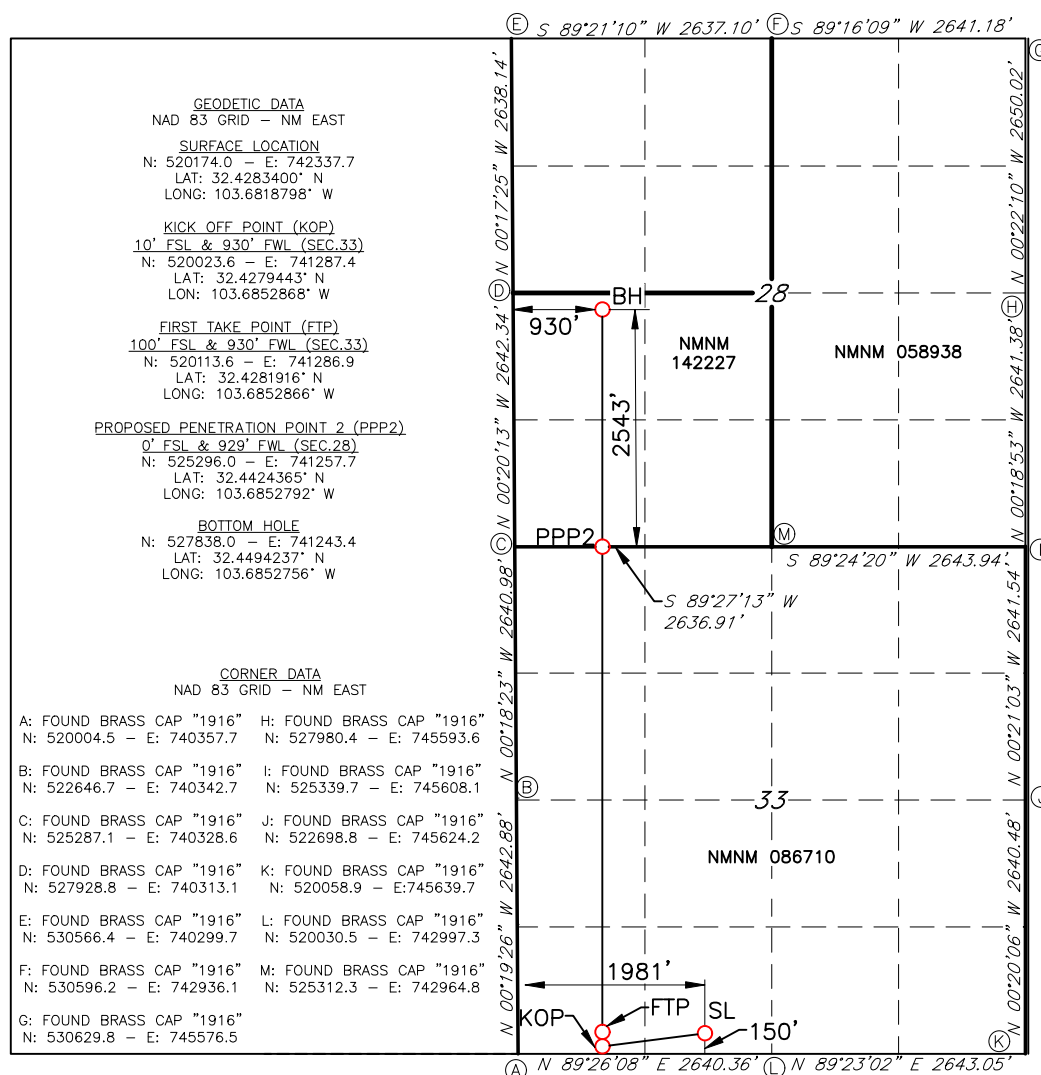 GEODETIC DATA
NAD 83 GRID – NM EAST
SURFACE LOCATION
N: 520174.0 – E: 742337.7
LAT: 32.4283400° N
LONG: 103.6818798° W
KICK OFF POINT (KOP)
10' FSL & 930' FWL (SEC.33)
N: 520023.6 – E: 741287.4
LAT: 32.4279443° N
LON: 103.6852868° W
FIRST TAKE POINT (FTP)
100' FSL & 930' FWL (SEC.33)
N: 520113.6 – E: 741286.9
LAT: 32.4281916° N
LONG: 103.6852866° W
PROPOSED PENETRATION POINT 2 (PPP2)
0' FSL & 929' FWL (SEC.28)
N: 525296.0 – E: 741257.7
LAT: 32.4424365° N
LONG: 103.6852792° W
BOTTOM HOLE
N: 527838.0 – E: 741243.4
LAT: 32.4494237° N
LONG: 103.6852756° W
CORNER DATA
NAD 83 GRID – NM EAST
A: FOUND BRASS CAP "1916"
N: 520004.5 – E: 740357.7
B: FOUND BRASS CAP "1916"
N: 522646.7 – E: 740342.7
C: FOUND BRASS CAP "1916"
N: 525287.1 – E: 740328.6
D: FOUND BRASS CAP "1916"
N: 527928.8 – E: 740313.1
E: FOUND BRASS CAP "1916"
N: 530566.4 – E: 740299.7
F: FOUND BRASS CAP "1916"
N: 530596.2 – E: 742936.1
G: FOUND BRASS CAP "1916"
N: 530629.8 – E: 745576.5
H: FOUND BRASS CAP "1916"
N: 527980.4 – E: 745593.6
I: FOUND BRASS CAP "1916"
N: 525339.7 – E: 745608.1
J: FOUND BRASS CAP "1916"
N: 522698.8 – E: 745624.2
K: FOUND BRASS CAP "1916"
N: 520058.9 – E:745639.7
L: FOUND BRASS CAP "1916"
N: 520030.5 – E: 742997.3
M: FOUND BRASS CAP "1916"
N: 525312.3 – E: 742964.8
E
S 89°21'10" W 2637.10'
F
S 89°16'09" W 2641.18'
G
N 00°17'25" W 2638.14'
N 00°22'10" W 2650.02'
D
BH
28
H
930'
NMNM
142227
NMNM 058938
2543'
N 00°20'13" W 2642.34'
N 00°18'53" W 2641.38'
C
PPP2
M
I
S 89°24'20" W 2643.94'
S 89°27'13" W
2636.91'
N 00°18'23" W 2640.98'
N 00°21'03" W 2641.54'
B
33
J
NMNM 086710
N 00°19'26" W 2642.88'
N 00°20'06" W 2640.48'
1981'
KOP
FTP
SL
150'
K
A
N 89°26'08" E 2640.36'
L
N 89°23'02" E 2643.05'